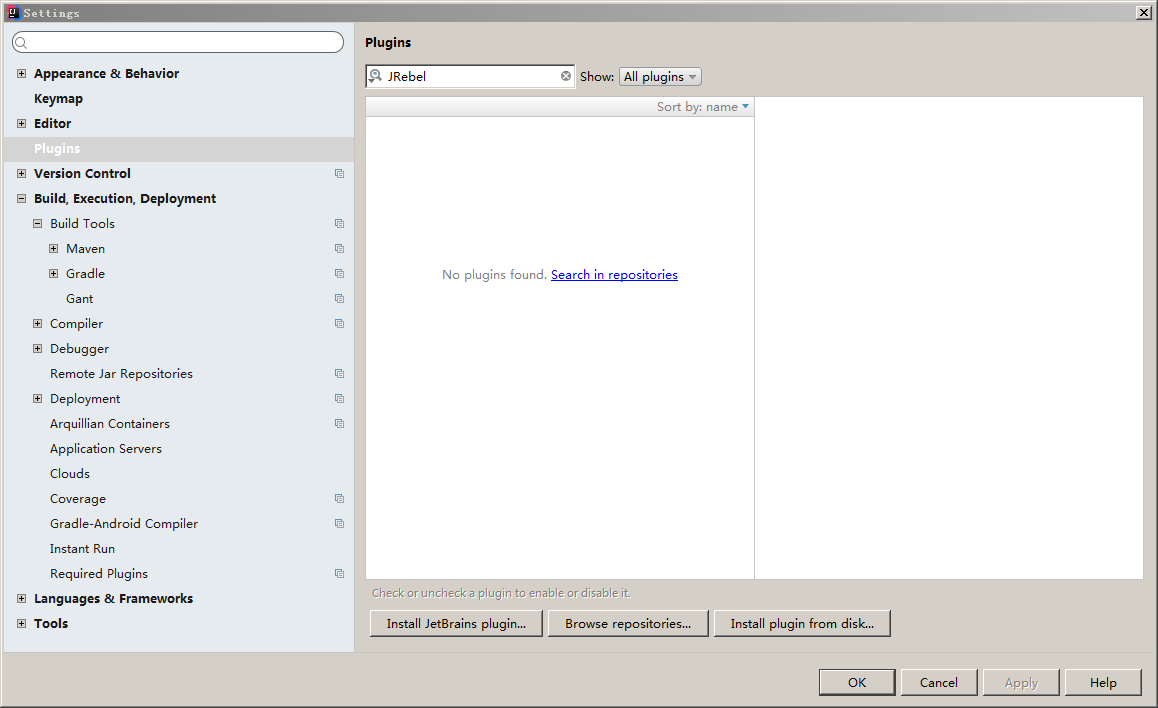 Settings
Appearance & Behavior
Keymap
Editor
Plugins
Version Control
Build, Execution, Deployment
Build Tools
Maven
Gradle
Gant
Compiler
Debugger
Remote Jar Repositories
Deployment
Arquillian Containers
Application Servers
Clouds
Coverage
Gradle-Android Compiler
Instant Run
Required Plugins
Languages & Frameworks
Tools
Plugins
JRebel Show: All plugins
Sort by: name
No plugins found. Search in repositories
Check or uncheck a plugin to enable or disable it.
Install JetBrains plugin... Browse repositories... Install plugin from disk...
OK Cancel Apply Help